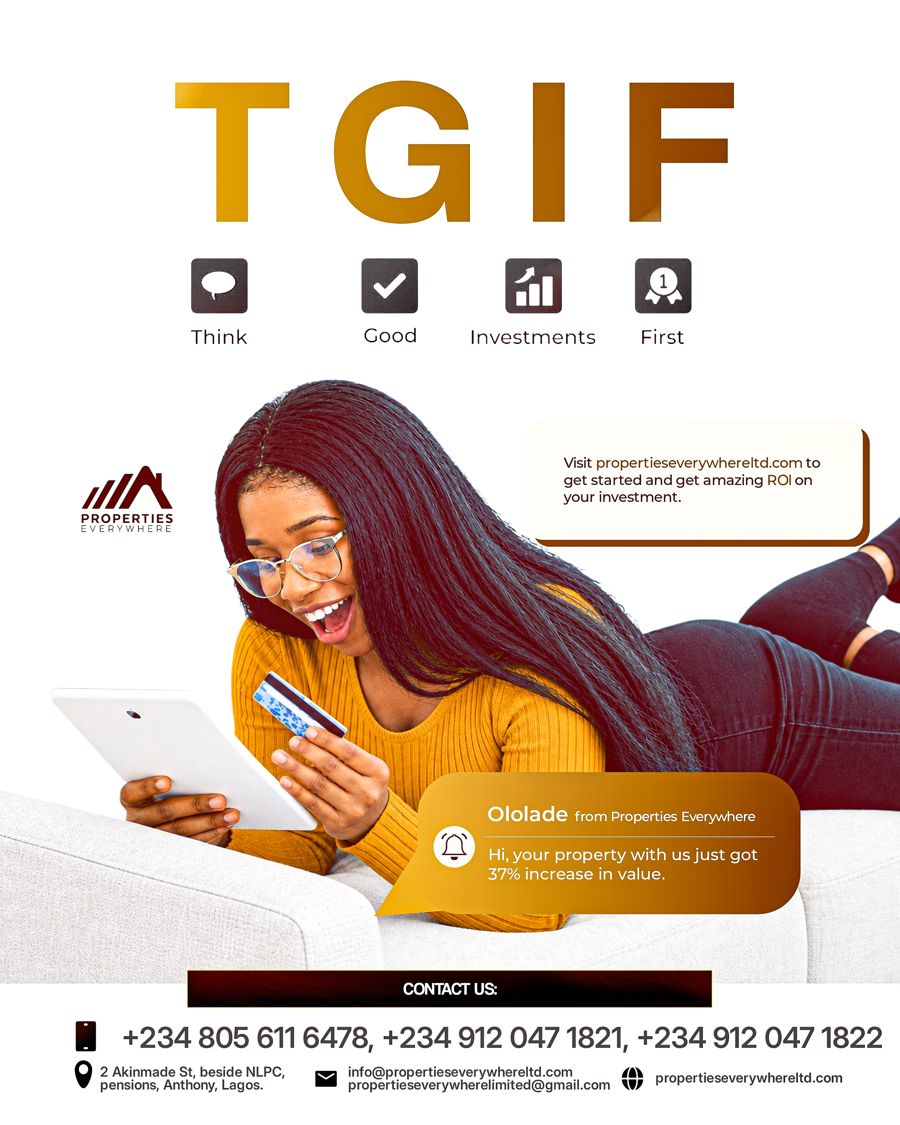 TGIF
Think Good Investments First
1
Visit propertieseverywhereltd.com to
get started and get amazing ROI on
your investment.
PROPERTIES
EVERYWHERE
Ololade from Properties Everywhere
Hi, your property with us just got
37% increase in value.
CONTACT US:
+234 805 611 6478, +234 912 047 1821, +234 912 047 1822
2 Akinmade St, beside NLPC,
pensions, Anthony, Lagos.
info@propertieseverywhereltd.com
propertieseverywherelimited@gmail.com
propertieseverywhereltd.com